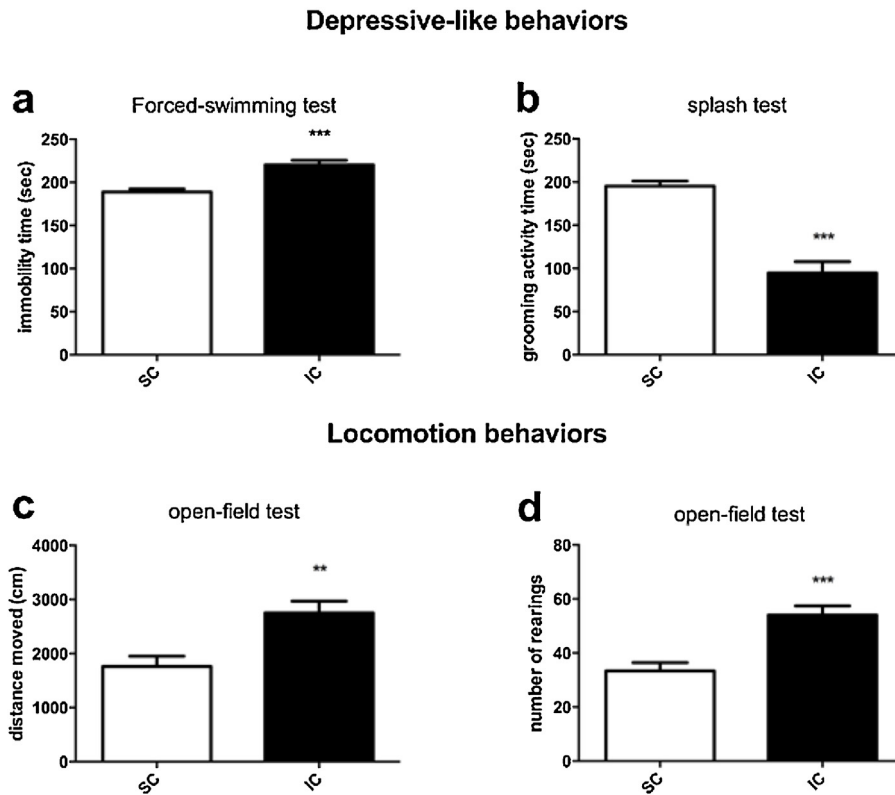 Depressive-like behaviors
a
Forced-swimming test
immobility time (sec)
250
200
150
100
50
0
***
SC
IC
b
splash test
grooming activity time (sec)
250
200
150
100
50
0
***
SC
IC
Locomotion behaviors
c
open-field test
distance moved (cm)
4000
3000
2000
1000
0
**
SC
IC
d
open-field test
number of rearings
80
60
40
20
0
***
SC
IC